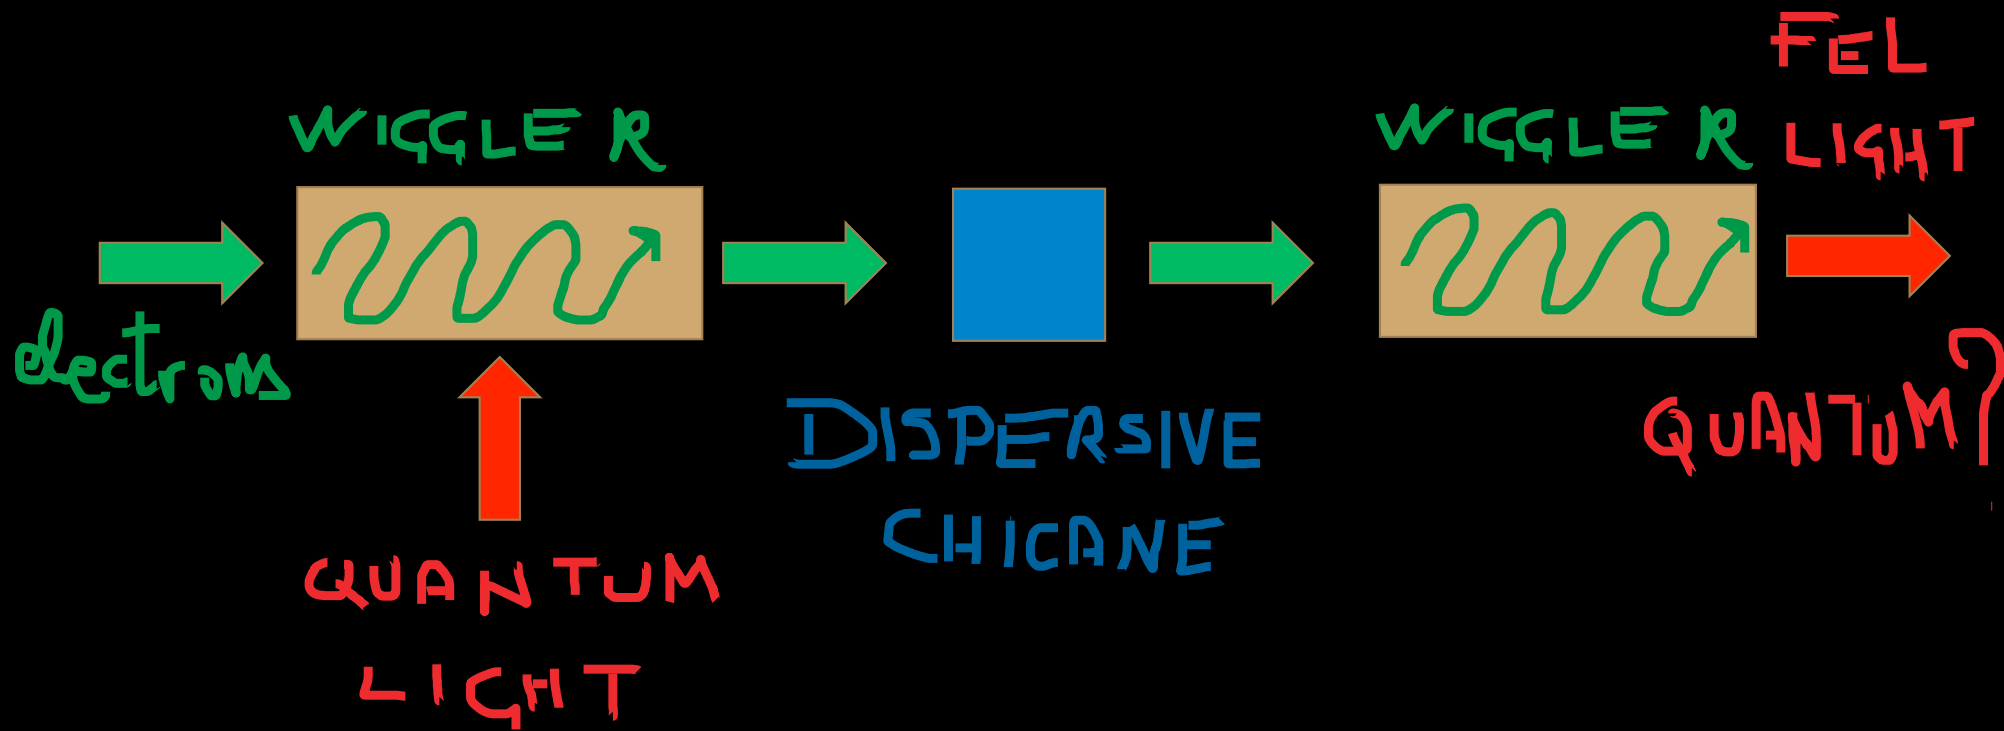 WIGGLER
WIGGLER
FEL
LIGHT
electrons
DISPERSIVE
CHICANE
QUANTUM?
QUANTUM
LIGHT